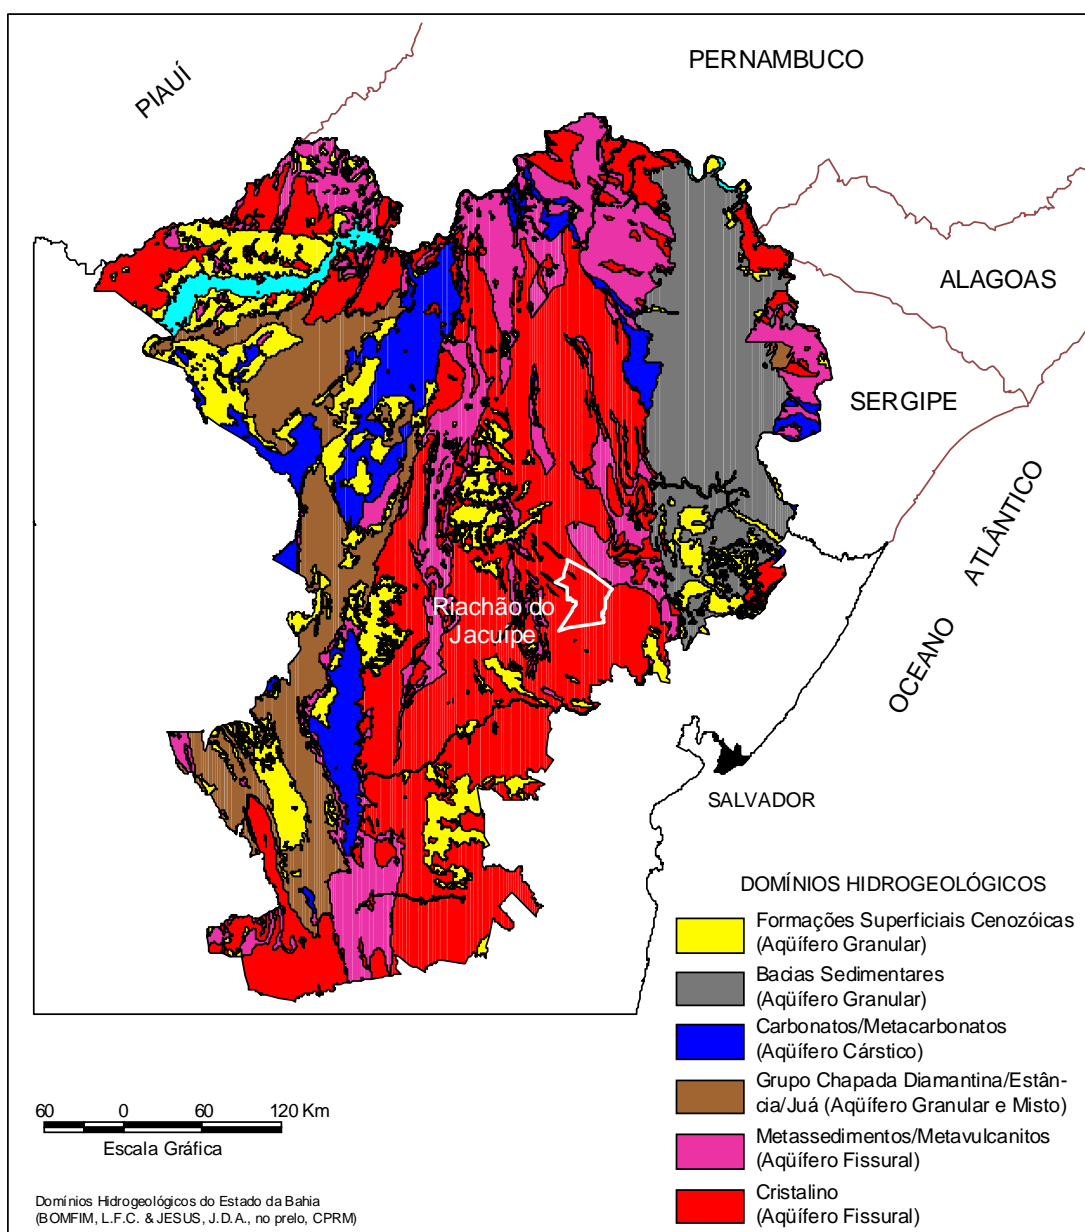 PERNAMBUCO
PIAUÍ
ALAGOAS
SERGIPE
OCEANO ATLÂNTICO
Riachão do
Jacuípe
SALVADOR
DOMÍNIOS HIDROGEOLÓGICOS
Formações Superficiais Cenozóicas
(Aqüífero Granular)
Bacias Sedimentares
(Aqüífero Granular)
Carbonatos/Metacarbonatos
(Aqüífero Cárstico)
Grupo Chapada Diamantina/Estân-
cia/Juá (Aqüífero Granular e Misto)
Metassedimentos/Metavulcanitos
(Aqüífero Fissural)
Cristalino
(Aqüífero Fissural)
60 0 60 120 Km
Escala Gráfica
Domínios Hidrogeológicos do Estado da Bahia
(BOMFIM, L.F.C. & JESUS, J.D.A., no prelo, CPRM)